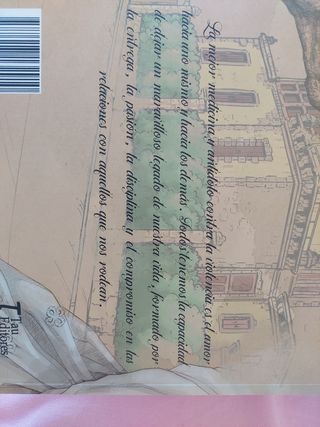 La mejor medicina y antídoto contra la violencia es el amor
hacia uno mismo y hacia los demás. Todos tenemos la capacidad
de dejar un maravilloso legado de nuestra vida, formado por
la entrega, la pasión, la disciplina y el compromiso en las
relaciones con aquellos que nos rodean.
Editores